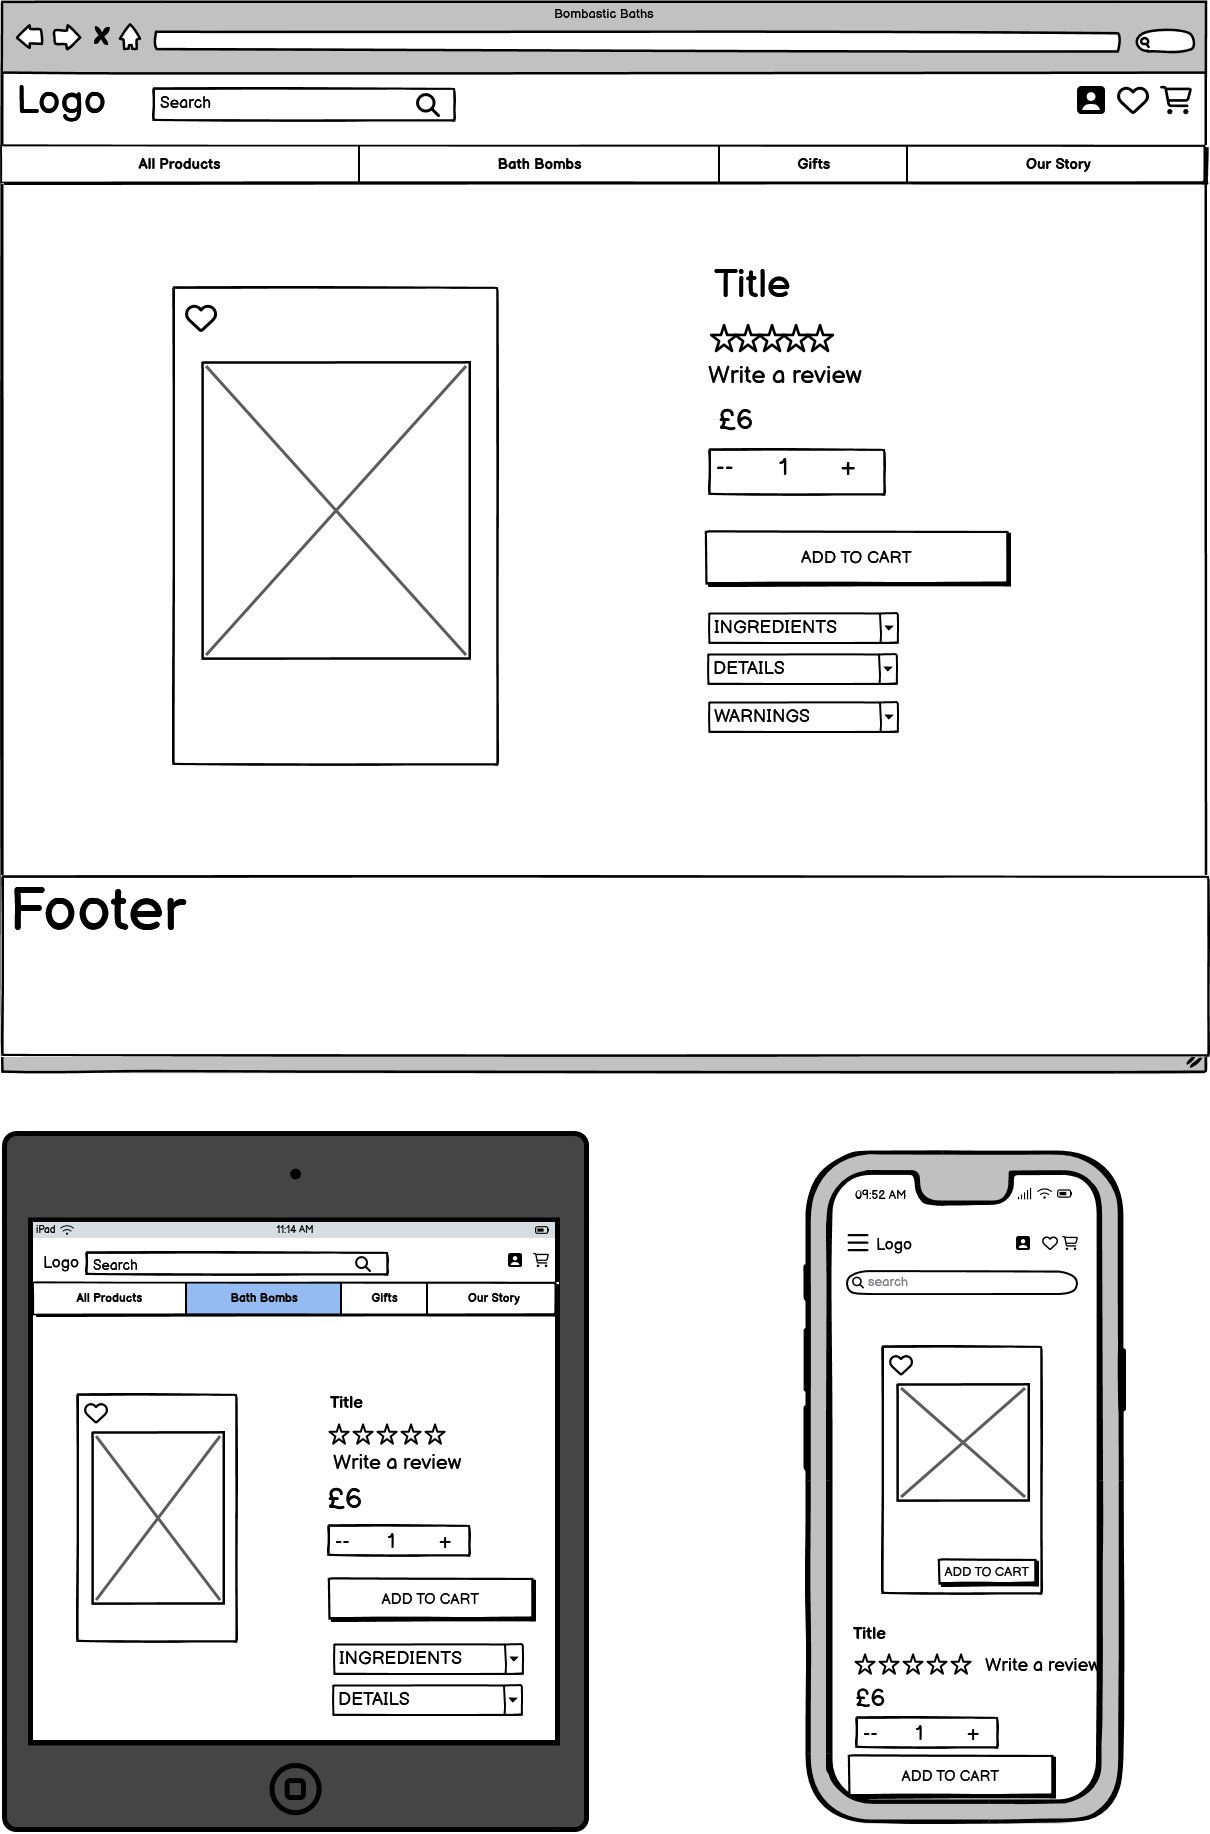 Bombastic Baths
Logo
Search
All Products
Bath Bombs
Gifts
Our Story
Title
Write a review
£6
-- 1 +
ADD TO CART
INGREDIENTS
DETAILS
WARNINGS
Footer
iPad
11:14 AM
Logo
Search
All Products
Bath Bombs
Gifts
Our Story
Title
Write a review
£6
-- 1 +
ADD TO CART
INGREDIENTS
DETAILS
09:52 AM
Logo
search
ADD TO CART
Title
Write a review
£6
-- 1 +
ADD TO CART